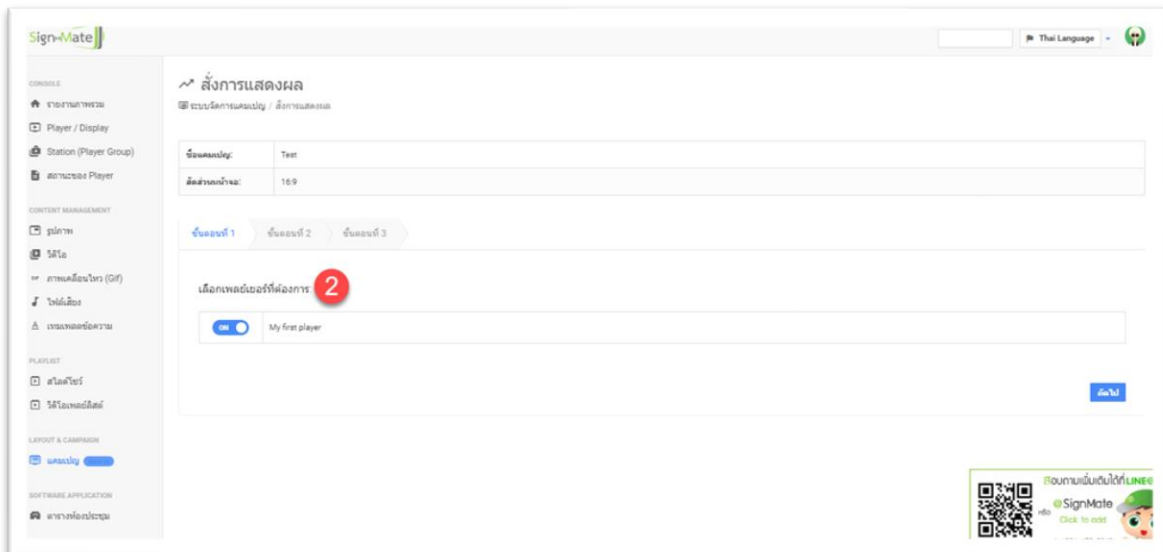 Sign Mate
Thai Language
CONSOLE
รายงานภาพรวม
Player / Display
Station (Player Group)
สถานะของ Player
CONTENT MANAGEMENT
รูปภาพ
วิดีโอ
ภาพเคลื่อนไหว (Gif)
ไฟล์เสียง
เทมเพลตข้อความ
PLAYLIST
สไลด์โชว์
วิดีโอเพลย์ลิสต์
LAYOUT & CAMPAIGN
แคมเปญ
SOFTWARE APPLICATION
ตารางห้องประชุม
สั่งการแสดงผล
ระบบจัดการแคมเปญ / สั่งการแสดงผล
ชื่อแคมเปญ: Test
สัดส่วนหน้าจอ: 16:9
ขั้นตอนที่ 1 ขั้นตอนที่ 2 ขั้นตอนที่ 3
เลือกเพลย์เยอร์ที่ต้องการ: 2
ON My first player
ถัดไป
สอบถามเพิ่มเติมได้ที่ LINE@
หรือ @SignMate
Click to add